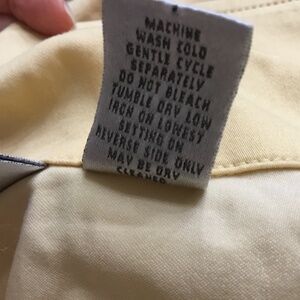 MACHINE
WASH COLD
GENTLE CYCLE
SEPARATELY
DO NOT BLEACH
TUMBLE DRY LOW
IRON ON LOWEST
SETTING ON
REVERSE SIDE ONLY
MAY BE DRY
CLEANED